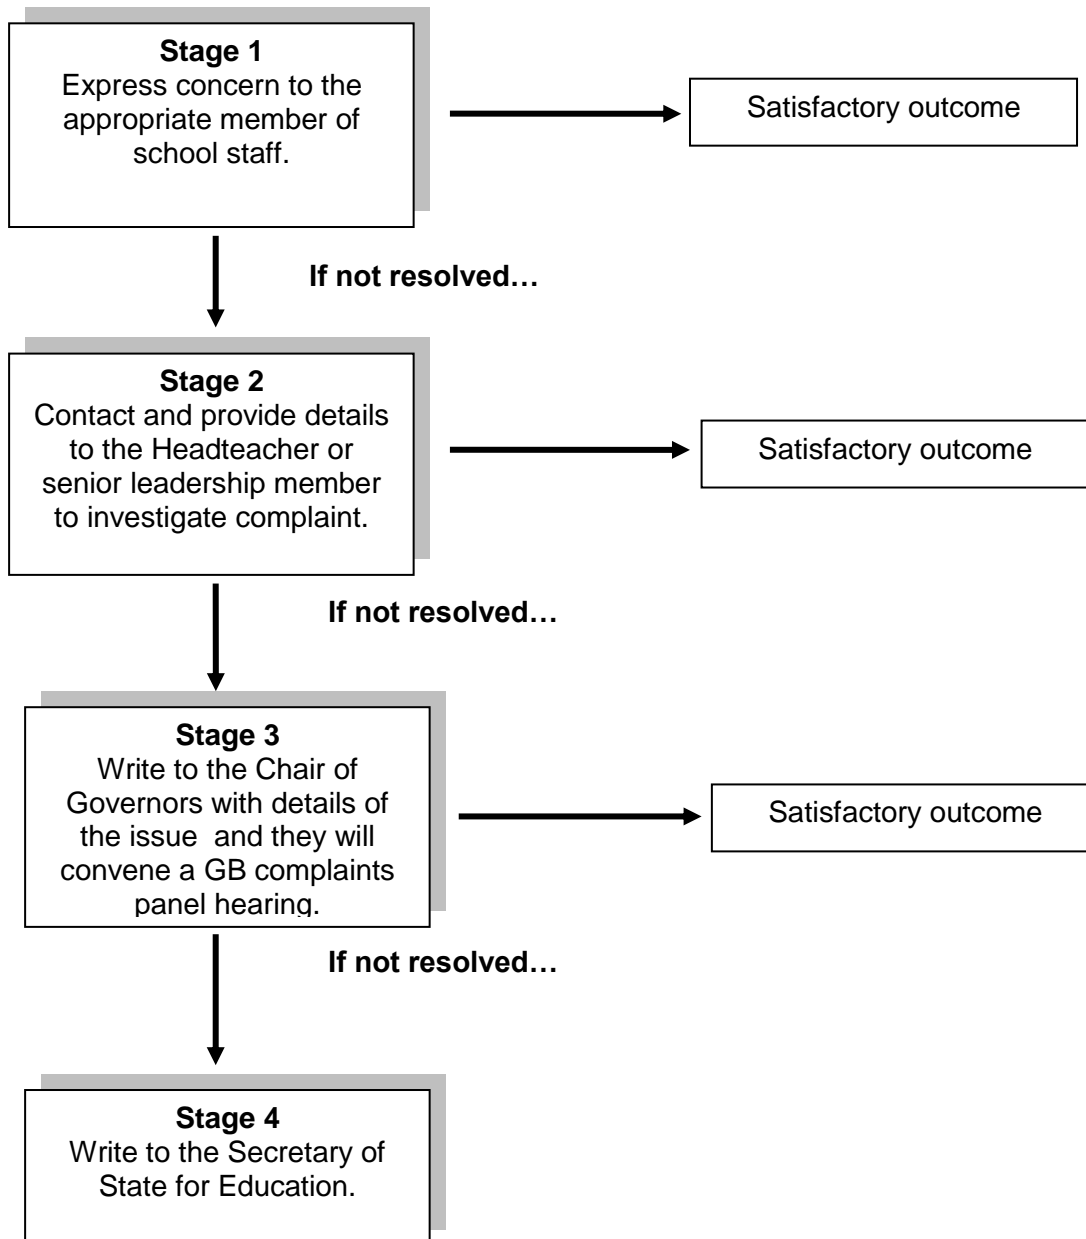 Stage 1
Express concern to the
appropriate member of
school staff.
Satisfactory outcome
If not resolved…
Stage 2
Contact and provide details
to the Headteacher or
senior leadership member
to investigate complaint.
Satisfactory outcome
If not resolved…
Stage 3
Write to the Chair of
Governors with details of
the issue  and they will
convene a GB complaints
panel hearing.
Satisfactory outcome
If not resolved…
Stage 4
Write to the Secretary of
State for Education.